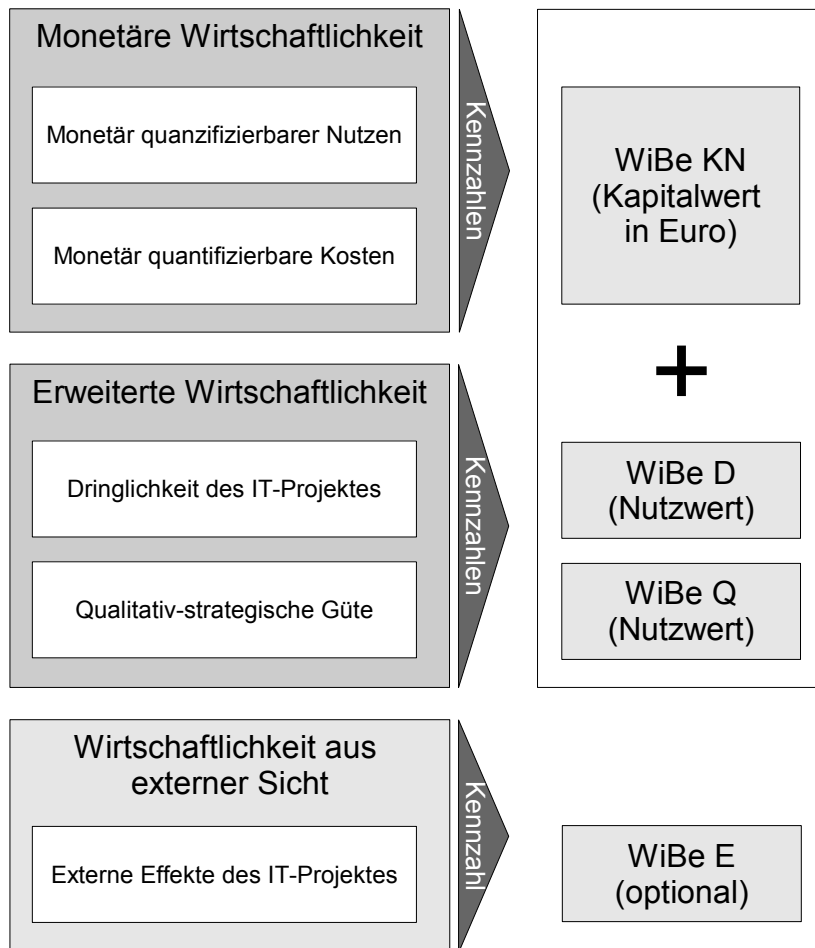 Monetäre Wirtschaftlichkeit
Monetär quanzifizierbarer Nutzen
Monetär quantifizierbare Kosten
Kennzahlen
WiBe KN
(Kapitalwert
in Euro)
+
Erweiterte Wirtschaftlichkeit
Dringlichkeit des IT-Projektes
Qualitativ-strategische Güte
Kennzahlen
WiBe D
(Nutzwert)
WiBe Q
(Nutzwert)
Wirtschaftlichkeit aus
externer Sicht
Externe Effekte des IT-Projektes
Kennzahl
WiBe E
(optional)